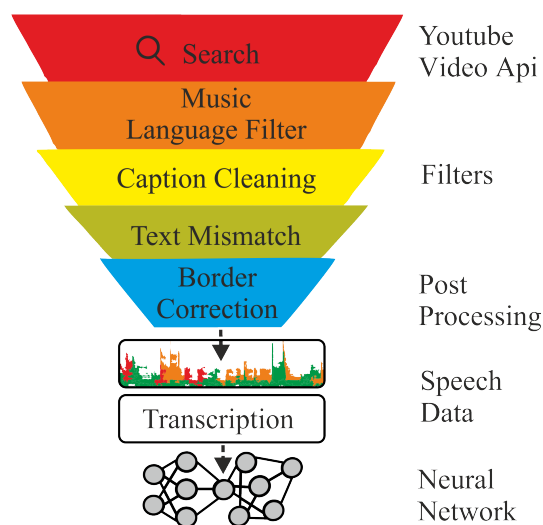 Search
Youtube
Video Api
Music
Language Filter
Caption Cleaning
Filters
Text Mismatch
Border
Correction
Post
Processing
Speech
Data
Transcription
Neural
Network